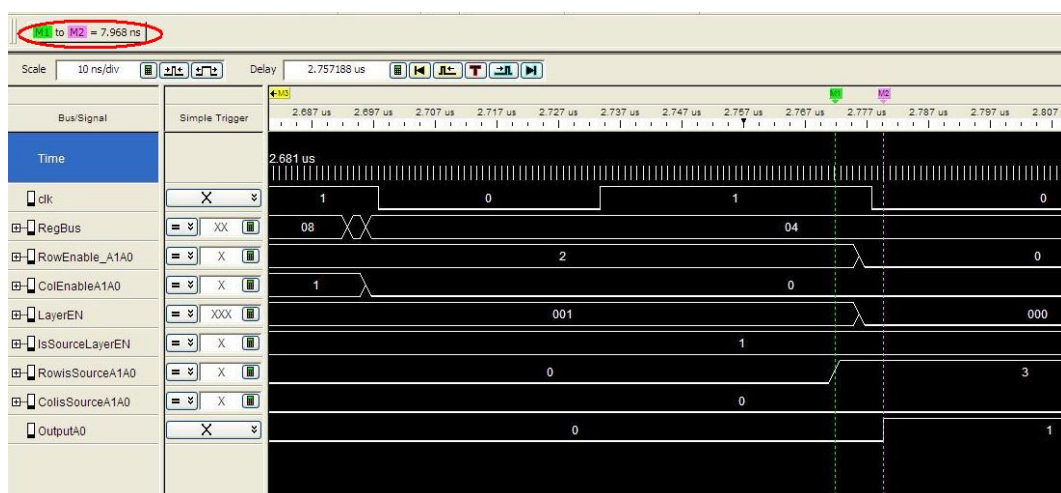 M1 to M2 = 7.968 ns
Scale 10 ns/div Delay 2.757188 us T
M3 M1 M2
Bus/Signal Simple Trigger 2.687 us 2.697 us 2.707 us 2.717 us 2.727 us 2.737 us 2.747 us 2.757 us 2.767 us 2.777 us 2.787 us 2.797 us 2.807
Time 2.681 us
clk X 1 0 1 0
RegBus = XX 08 04
RowEnable_A1A0 = X 2 0
ColEnableA1A0 = X 1 0
LayerEN = XXX 001 000
IsSourceLayerEN = X 1
RowisSourceA1A0 = X 0 3
ColisSourceA1A0 = X 0
OutputA0 X 0 1